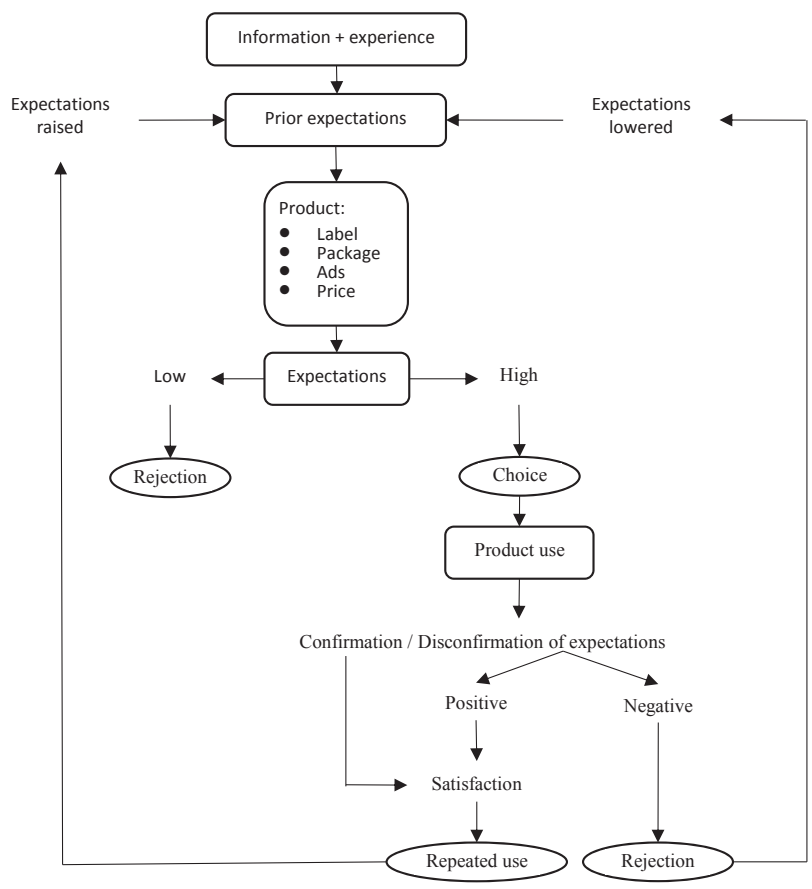 Information + experience
Expectations
raised
Prior expectations
Expectations
lowered
Product:
● Label
● Package
● Ads
● Price
Low
Expectations
High
Rejection
Choice
Product use
Confirmation / Disconfirmation of expectations
Positive
Negative
Satisfaction
Repeated use
Rejection